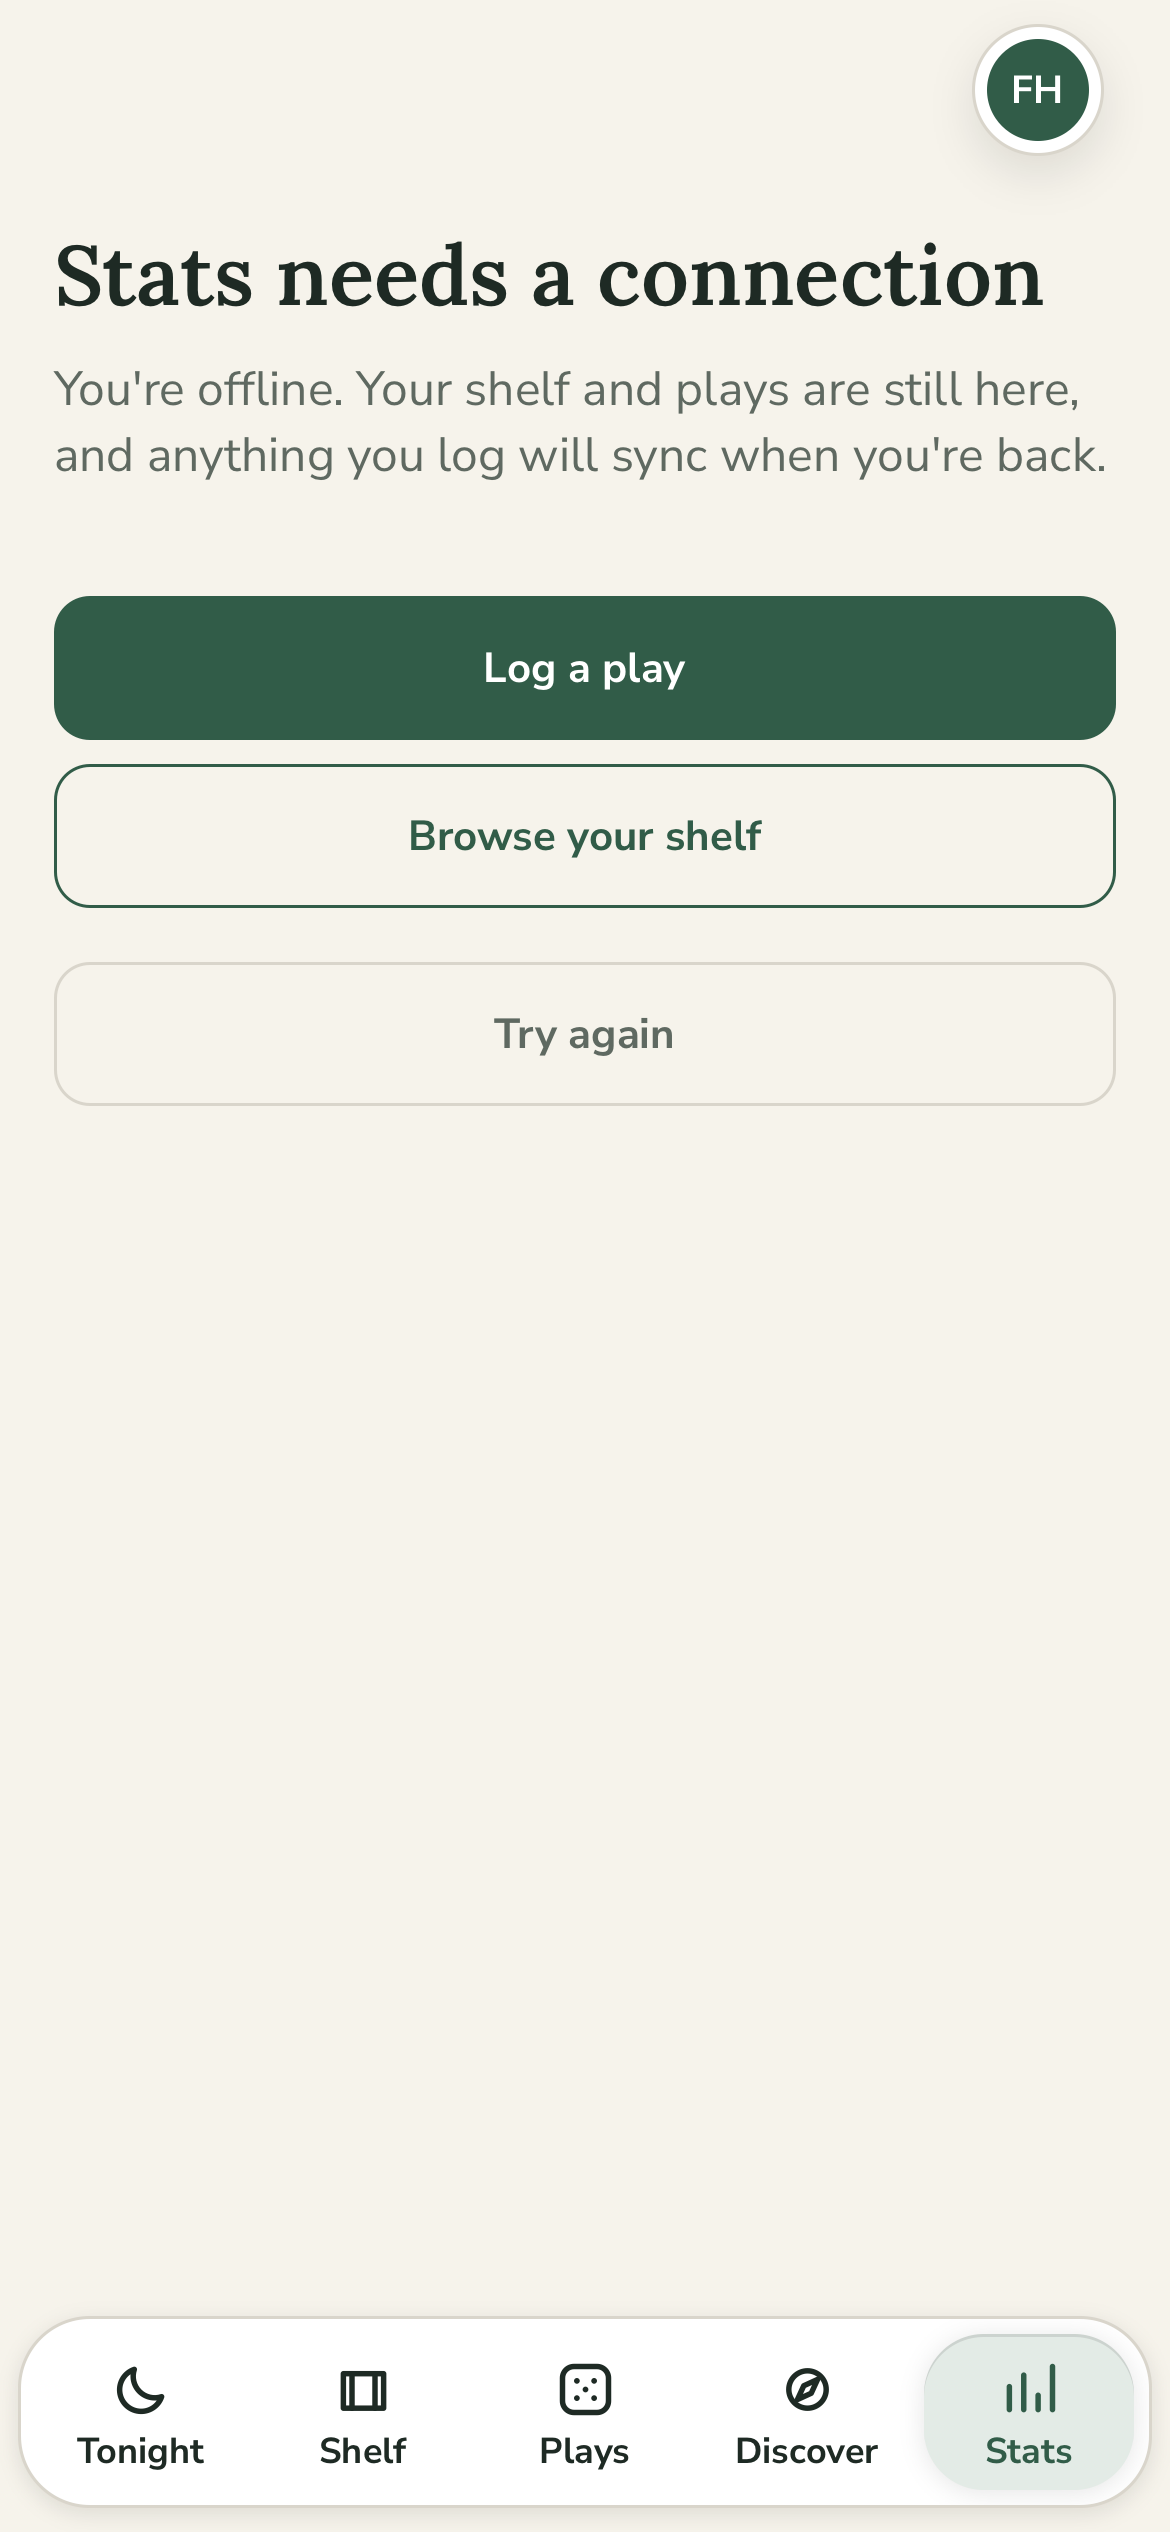 FH
Stats needs a connection
You're offline. Your shelf and plays are still here,
and anything you log will sync when you're back.
Log a play
Browse your shelf
Try again
Tonight
Shelf
Plays
Discover
Stats